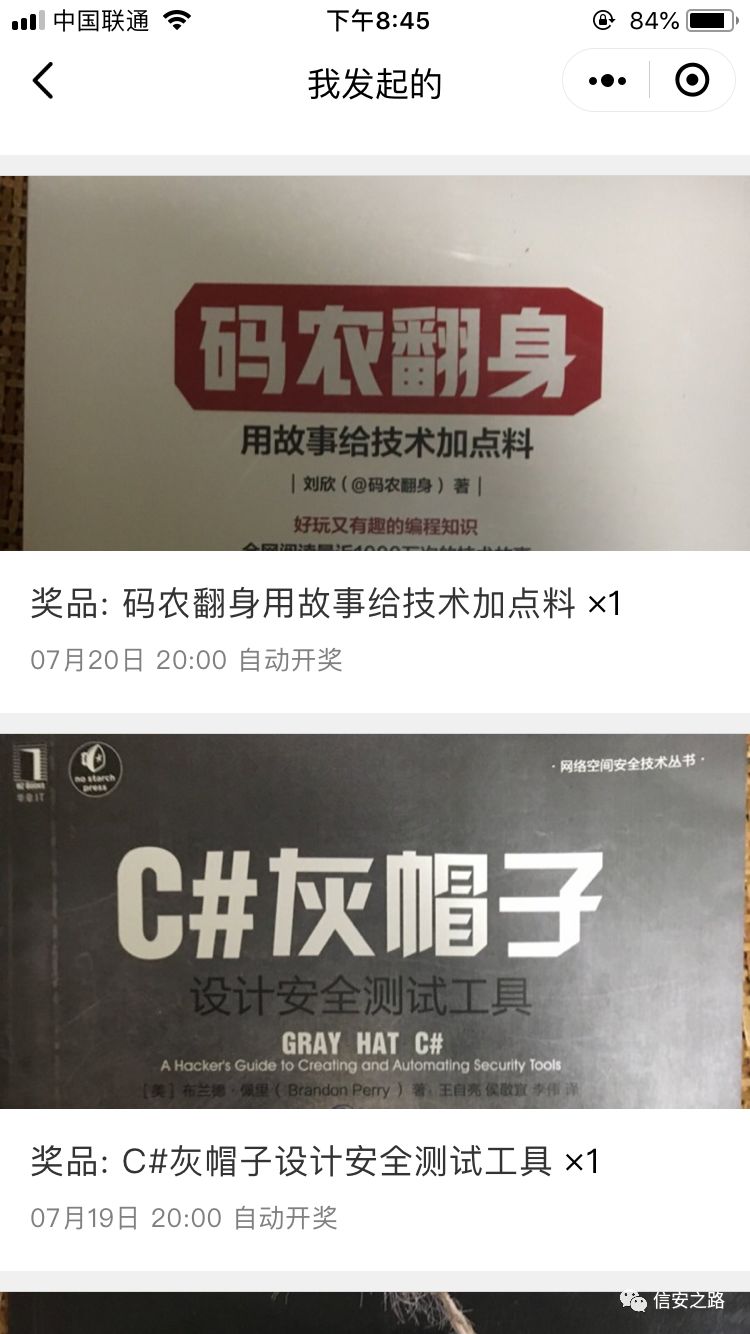 中国联通
下午8:45
84%
我发起的
码农翻身
用故事给技术加点料
| 刘欣（@码农翻身）著 |
好玩又有趣的编程知识
奖品: 码农翻身用故事给技术加点料 ×1
07月20日 20:00 自动开奖
华章IT
no starch
press
·网络空间安全技术丛书·
C#灰帽子
设计安全测试工具
GRAY HAT C#
A Hacker's Guide to Creating and Automating Security Tools
[美] 布兰德·佩里（Brandon Perry）著 王自亮 侯敬宜 李伟 译
奖品: C#灰帽子设计安全测试工具 ×1
07月19日 20:00 自动开奖
信安之路